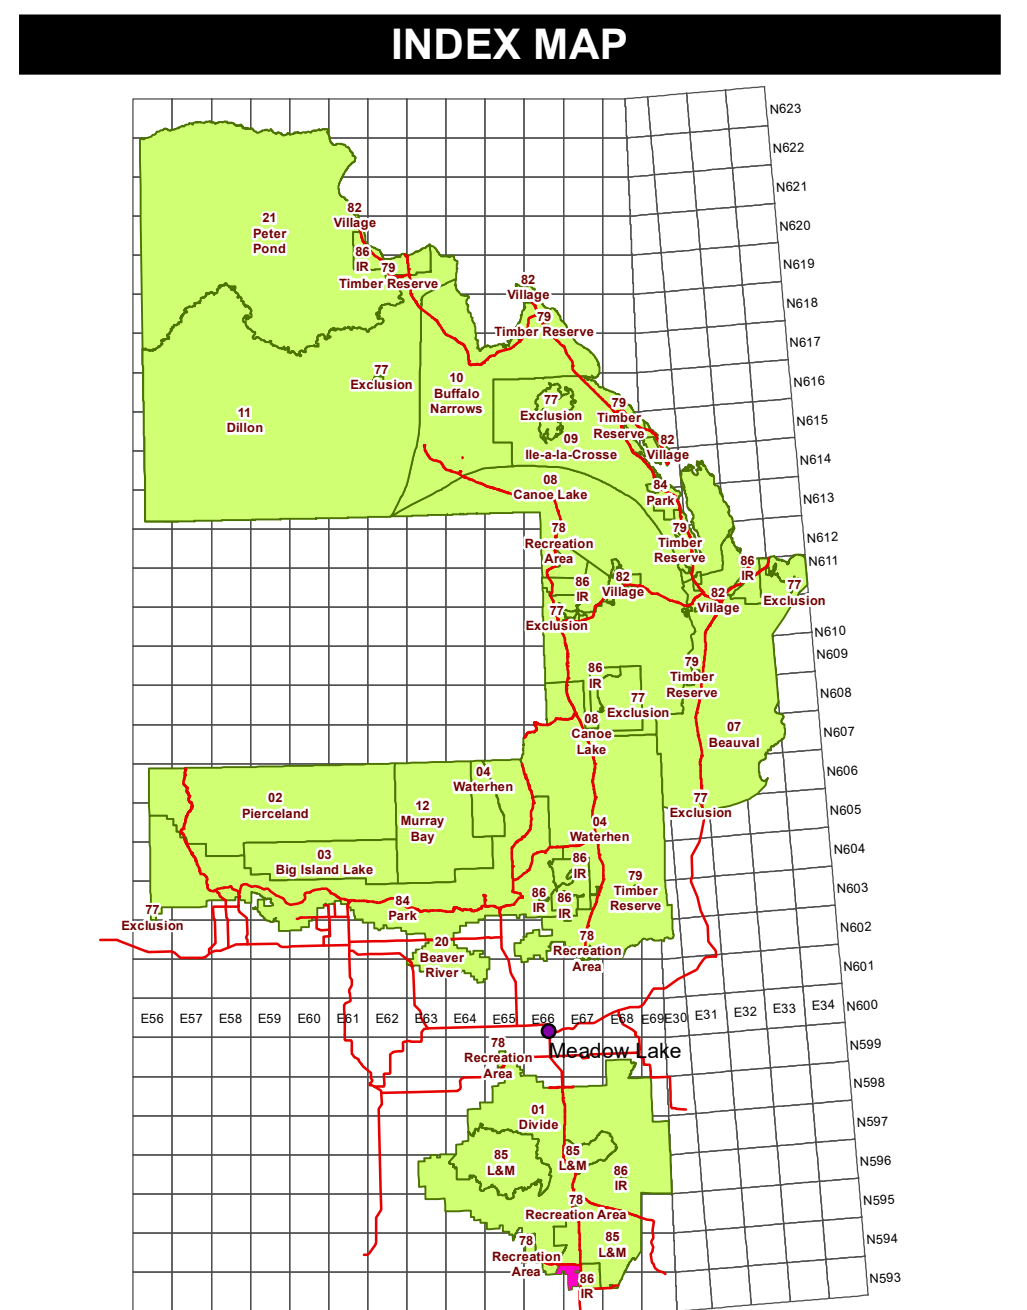 INDEX MAP
N623
N622
N621
N620
N619
N618
N617
N616
N615
N614
N613
N612
N611
N610
N609
N608
N607
N606
N605
N604
N603
N602
N601
N600
N599
N598
N597
N596
N595
N594
N593
82
Village
21
Peter
Pond
86
IR
79
Timber Reserve
82
Village
79
Timber Reserve
77
Exclusion
10
Buffalo
Narrows
11
Dillon
77
Exclusion
79
Timber
Reserve
09
Ile-a-la-Crosse
82
Village
08
Canoe Lake
84
Park
78
Recreation
Area
79
Timber
Reserve
86
IR
82
Village
86
IR
77
Exclusion
82
Village
77
Exclusion
86
IR
79
Timber
Reserve
77
Exclusion
08
Canoe
Lake
07
Beauval
04
Waterhen
02
Pierceland
12
Murray
Bay
77
Exclusion
04
Waterhen
03
Big Island Lake
86
IR
79
Timber
Reserve
86
IR
86
IR
84
Park
77
Exclusion
20
Beaver
River
78
Recreation
Area
E56 E57 E58 E59 E60 E61 E62 E63 E64 E65 E66 E67 E68 E69 E30 E31 E32 E33 E34
Meadow Lake
78
Recreation
Area
01
Divide
85
L&M
85
L&M
86
IR
78
Recreation Area
78
Recreation
Area
85
L&M
86
IR